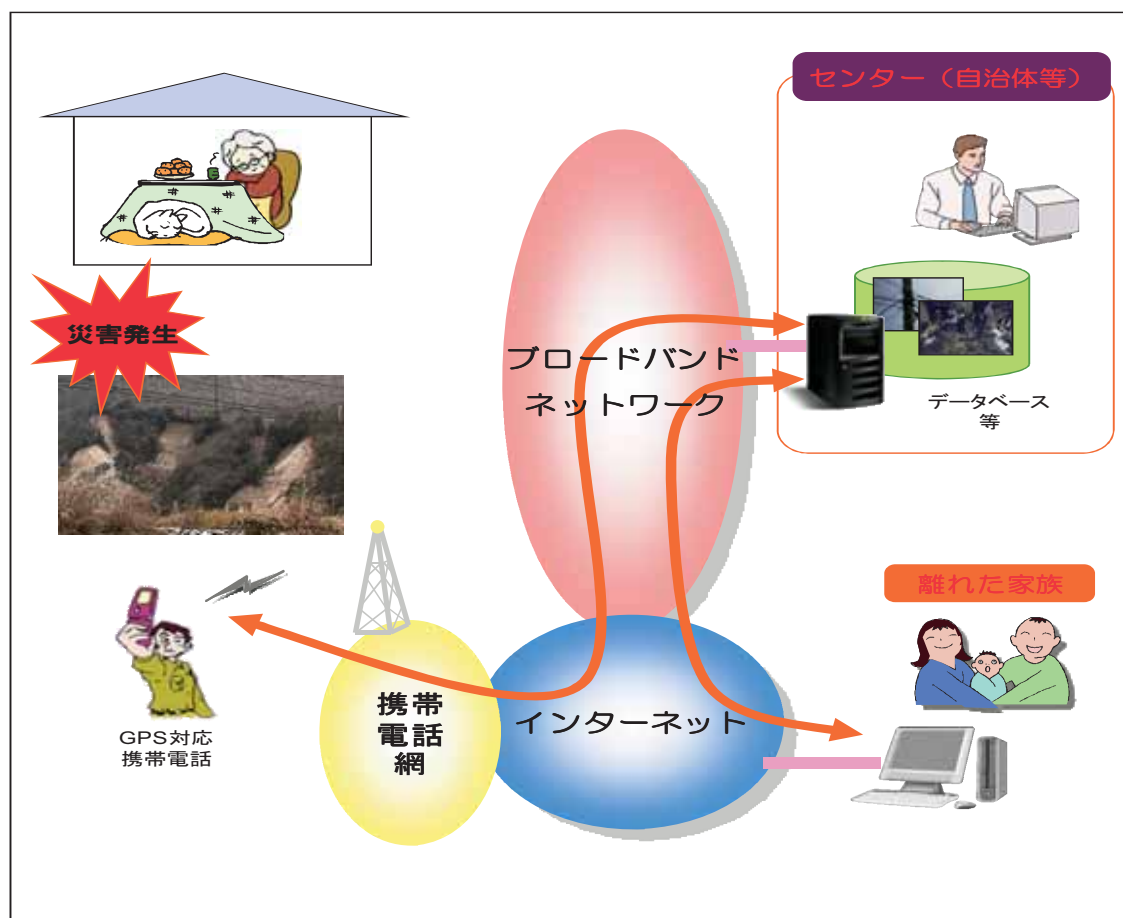 センター（自治体等）
災害発生
ブロードバンド
ネットワーク
データベース
等
離れた家族
携帯
電話
網
インターネット
GPS対応
携帯電話